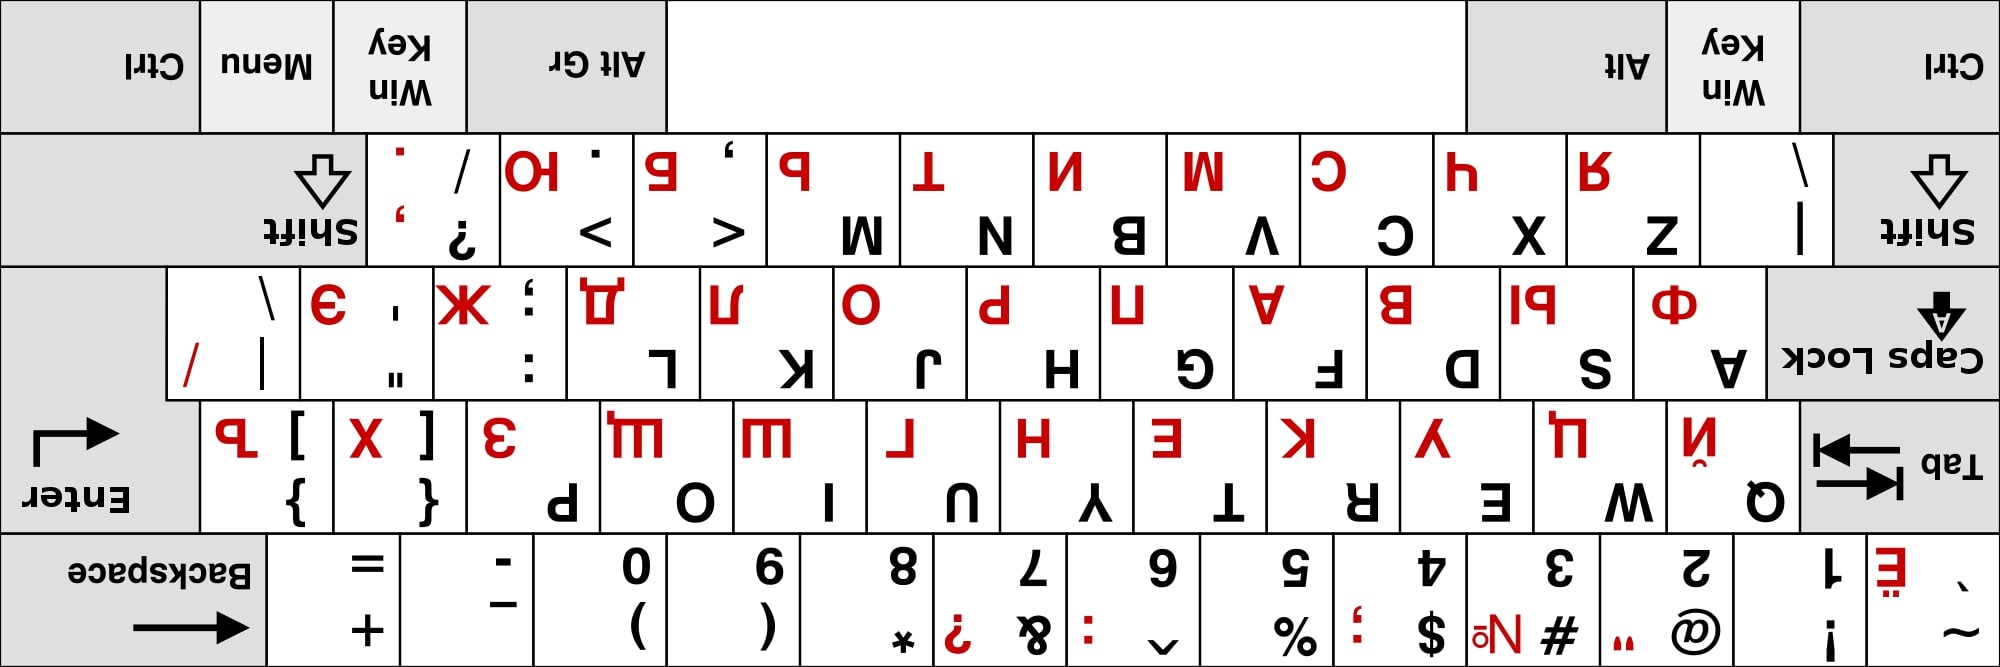 ~ ! @ " # № $ ; % ^ : & ? * ( ) _ +
` Ё 1 2 3 4 5 6 7 8 9 0 - = Backspace
Q W E R T Y U I O P { } Enter
Tab Й Ц У К Е Н Г Ш Щ З [ Х ] Ъ
Caps Lock A S D F G H J K L : " | /
A Ф Ы В А П Р О Л Д ; Ж ' Э \
Shift | Z X C V B N M < > ? , Shift
\ Я Ч С М И Т Ь , Б . Ю / .
Ctrl Win Key Alt Alt Gr Win Key Menu Ctrl